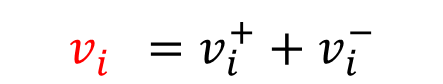 𝑣ᵢ = 𝑣ᵢ⁺ + 𝑣ᵢ⁻